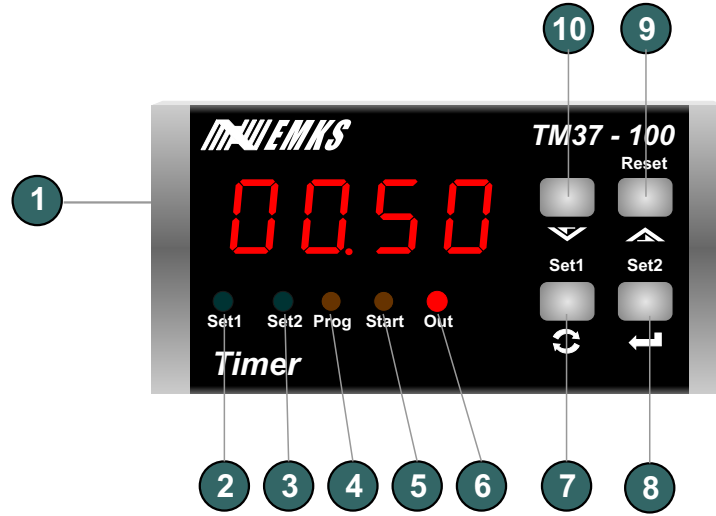 10 9
EMKS TM37 - 100
Reset
1
00.50
Set1 Set2
Set1 Set2 Prog Start Out
Timer
2 3 4 5 6 7 8